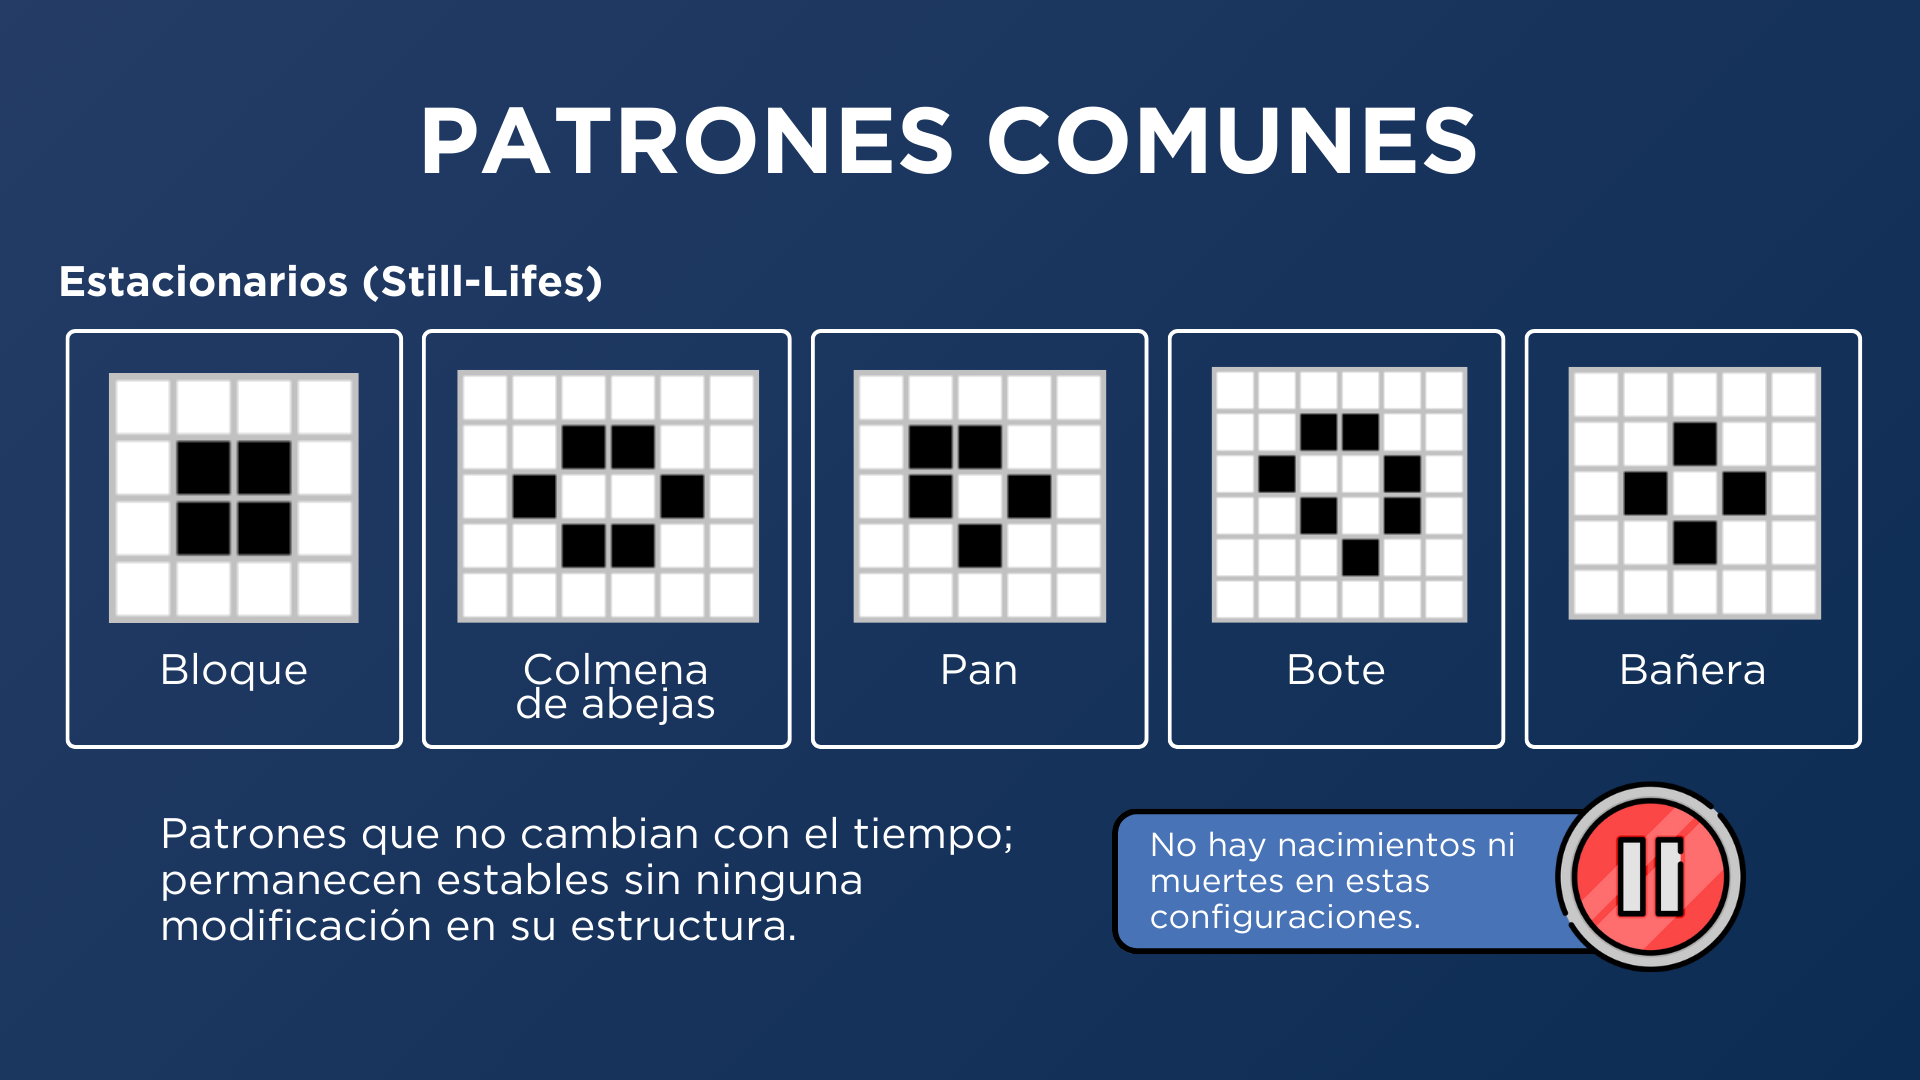 PATRONES COMUNES
Estacionarios (Still-Lifes)
Bloque
Colmena
de abejas
Pan
Bote
Bañera
Patrones que no cambian con el tiempo;
permanecen estables sin ninguna
modificación en su estructura.
No hay nacimientos ni
muertes en estas
configuraciones.